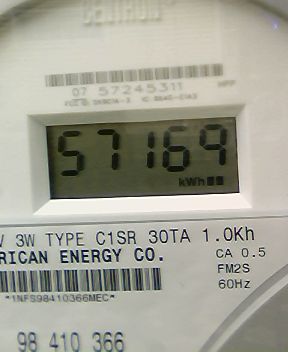 CENTRON
07 57245311
57169
kWh
V 3W TYPE C1SR 30TA 1.0Kh
RICAN ENERGY CO.
CA 0.5
FM2S
60Hz
*1NFS98410366MEC*
98 410 366